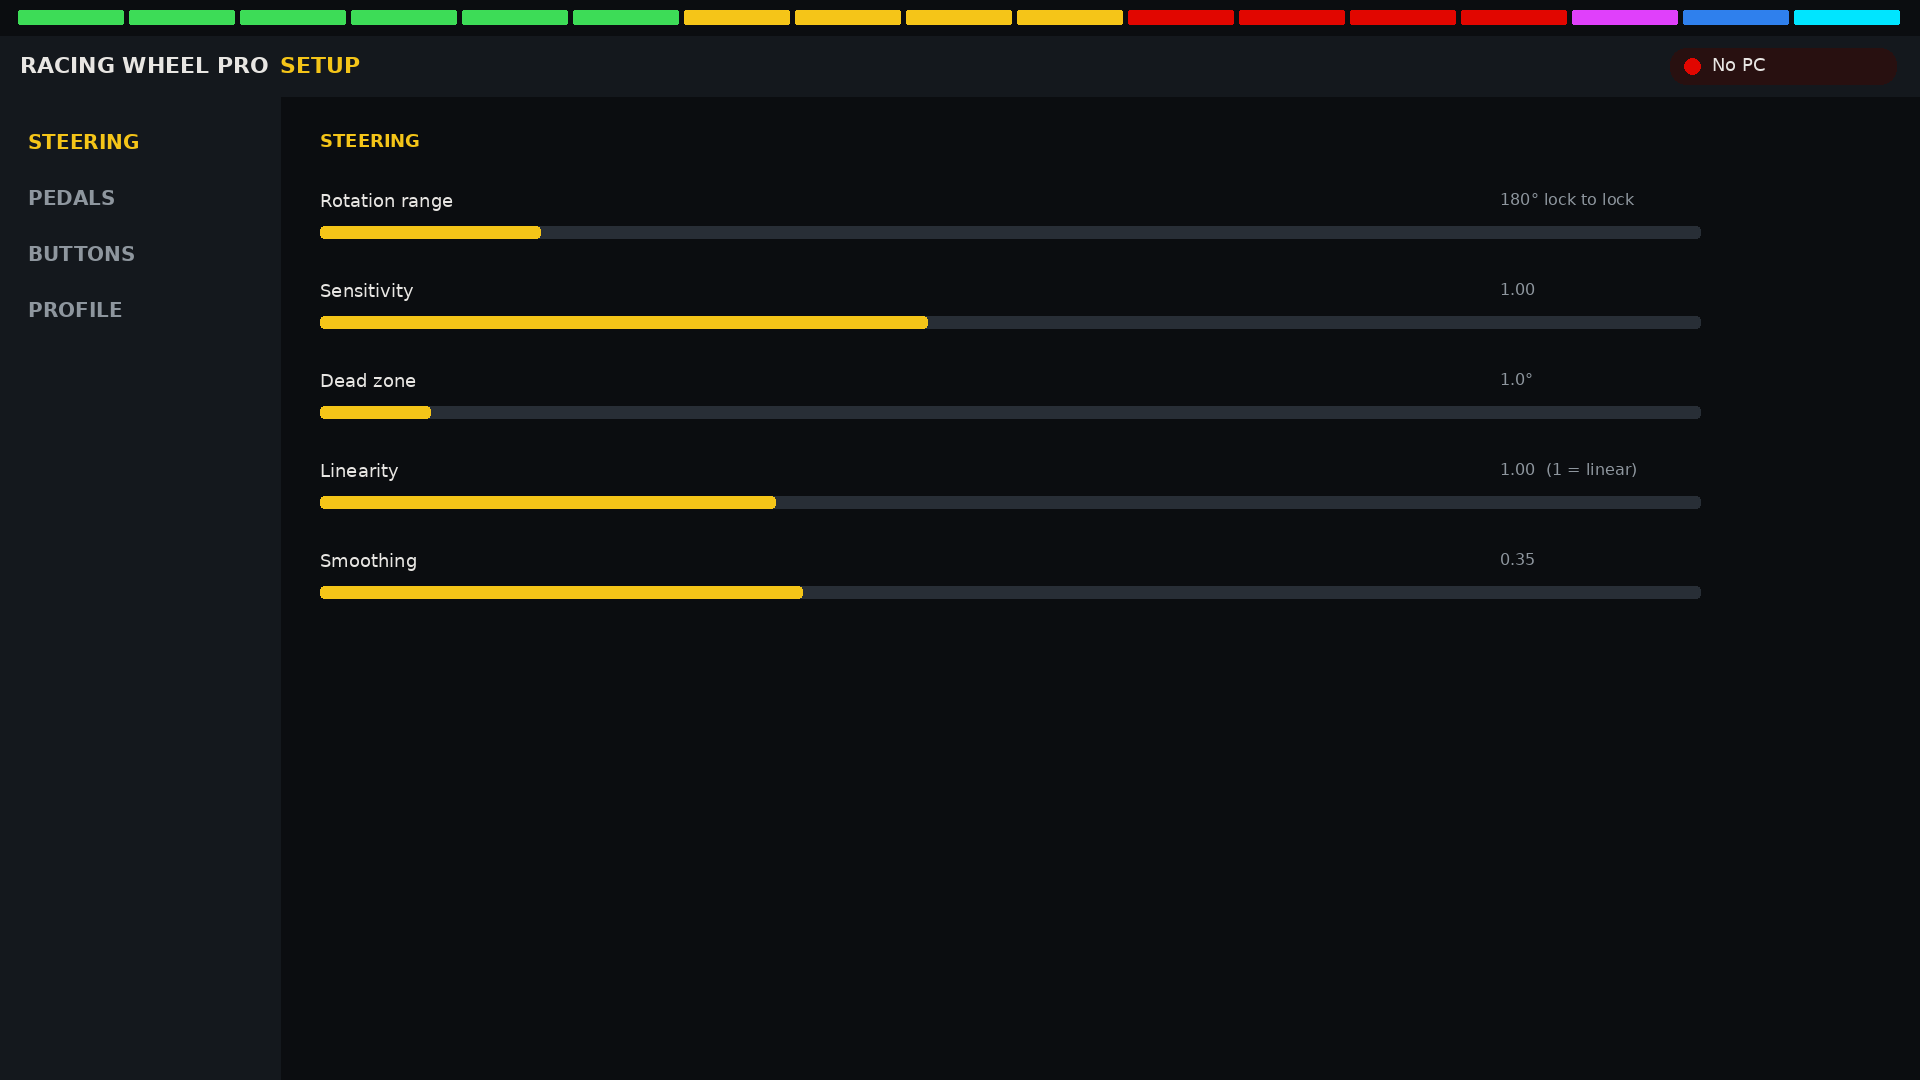 RACING WHEEL PRO SETUP
No PC
STEERING
PEDALS
BUTTONS
PROFILE
STEERING
Rotation range
180° lock to lock
Sensitivity
1.00
Dead zone
1.0°
Linearity
1.00 (1 = linear)
Smoothing
0.35